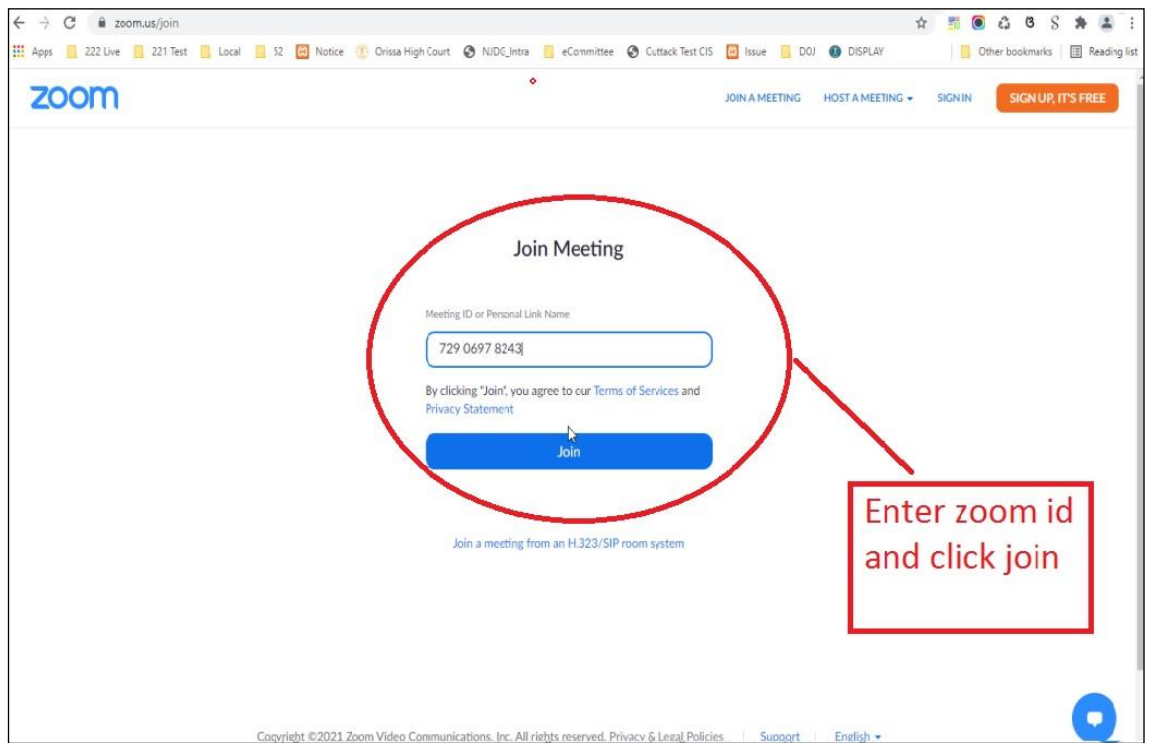 zoom.us/join
Apps 222 Live 221 Test Local 52 Notice Orissa High Court NJDC_Intra eCommittee Cuttack Test CIS Issue DOJ DISPLAY Other bookmarks Reading list
zoom
JOIN A MEETING HOST A MEETING SIGN IN SIGN UP, IT'S FREE
Join Meeting
Meeting ID or Personal Link Name
729 0697 8243
By clicking "Join", you agree to our Terms of Services and
Privacy Statement
Join
Enter zoom id
and click join
Join a meeting from an H.323/SIP room system
Copyright ©2021 Zoom Video Communications, Inc. All rights reserved. Privacy & Legal Policies Support English